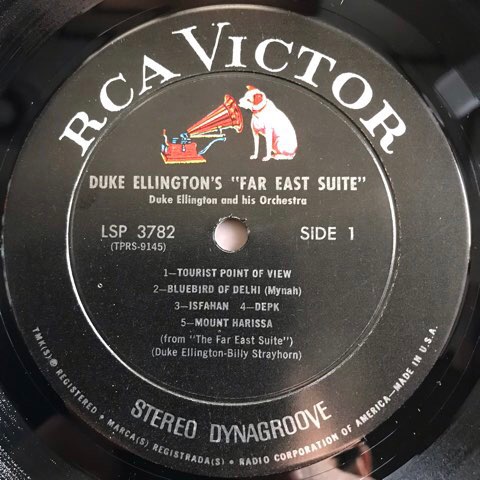 RCA VICTOR
DUKE ELLINGTON'S "FAR EAST SUITE"
Duke Ellington and his Orchestra
LSP 3782
(TPRS-9145)
SIDE 1
1—TOURIST POINT OF VIEW
2—BLUEBIRD OF DELHI (Mynah)
3—ISFAHAN 4—DEPK
5—MOUNT HARISSA
(from "The Far East Suite")
(Duke Ellington-Billy Strayhorn)
STEREO DYNAGROOVE
TMK(S) ® REGISTERED • MARCA(S) REGISTRADA(S) • RADIO CORPORATION OF AMERICA—MADE IN U.S.A.